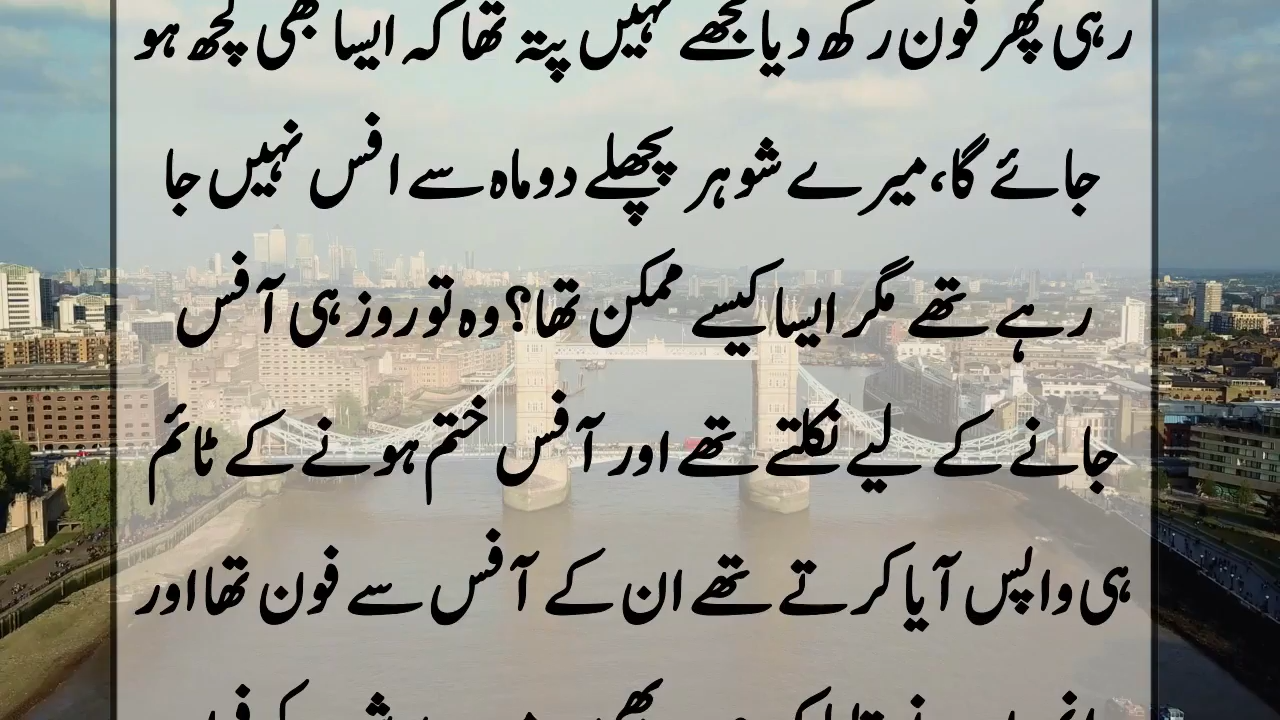 رہی پھر فون رکھ دیا مجھے نہیں پتہ تھا کہ ایسا بھی کچھ ہو
جائے گا،میرے شوہر پچھلے دو ماہ سے افس نہیں جا
رہے تھے مگر ایسا کیسے ممکن تھا؟ وہ تو روز ہی آفس
جانے کے لیے نکلتے تھے اور آفس ختم ہونے کے ٹائم
ہی واپس آیا کرتے تھے ان کے آفس سے فون تھا اور